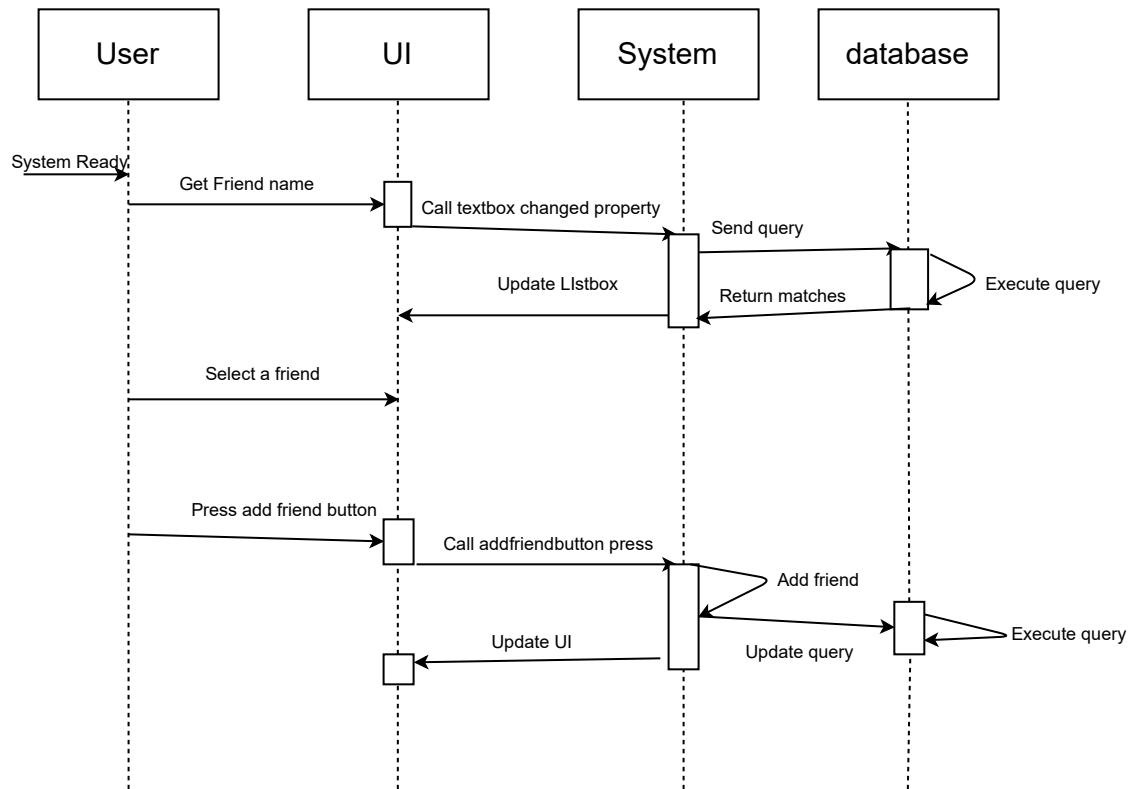 User
UI
System
database
System Ready
Get Friend name
Call textbox changed property
Send query
Execute query
Update LIstbox
Return matches
Select a friend
Press add friend button
Call addfriendbutton press
Add friend
Execute query
Update UI
Update query